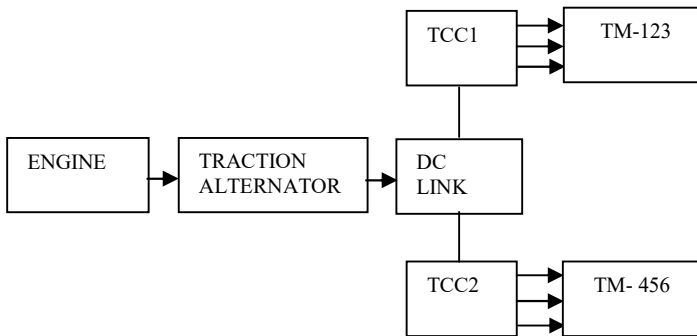 TCC1
TM-123
ENGINE
TRACTION
ALTERNATOR
DC
LINK
TCC2
TM- 456